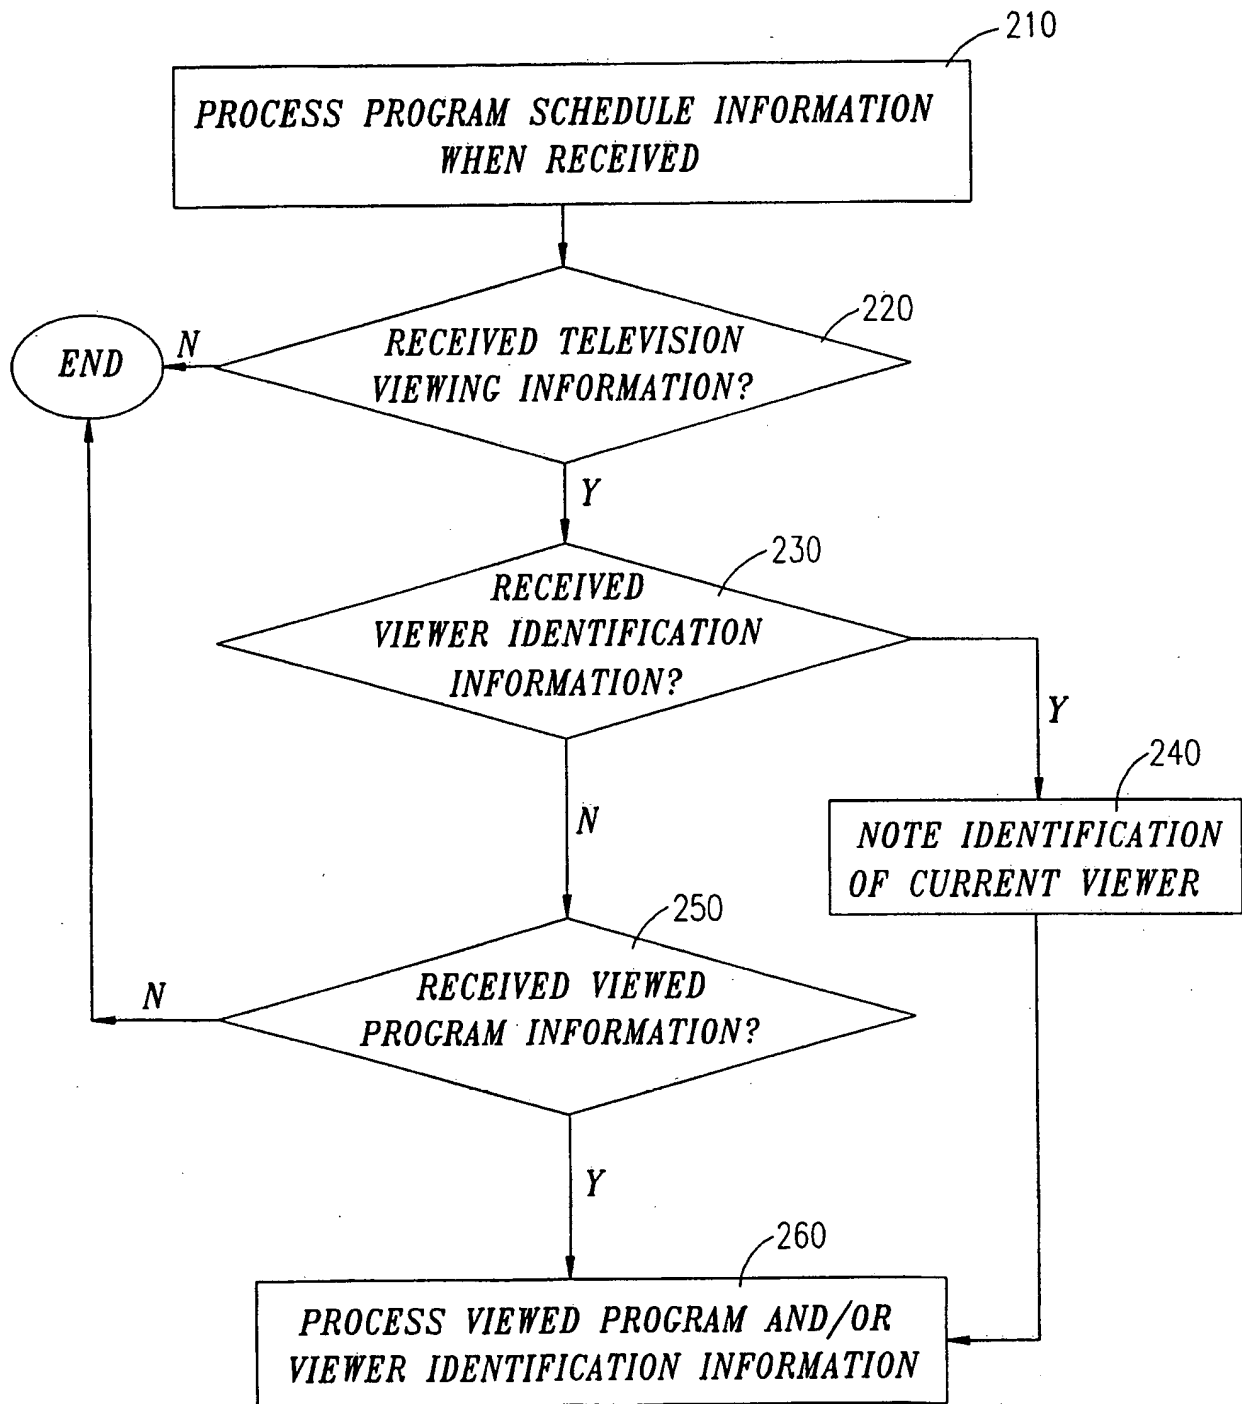 210
PROCESS PROGRAM SCHEDULE INFORMATION
WHEN RECEIVED
220
END
N
RECEIVED TELEVISION
VIEWING INFORMATION?
Y
230
RECEIVED
VIEWER IDENTIFICATION
INFORMATION?
Y
240
NOTE IDENTIFICATION
OF CURRENT VIEWER
N
250
RECEIVED VIEWED
PROGRAM INFORMATION?
N
Y
260
PROCESS VIEWED PROGRAM AND/OR
VIEWER IDENTIFICATION INFORMATION